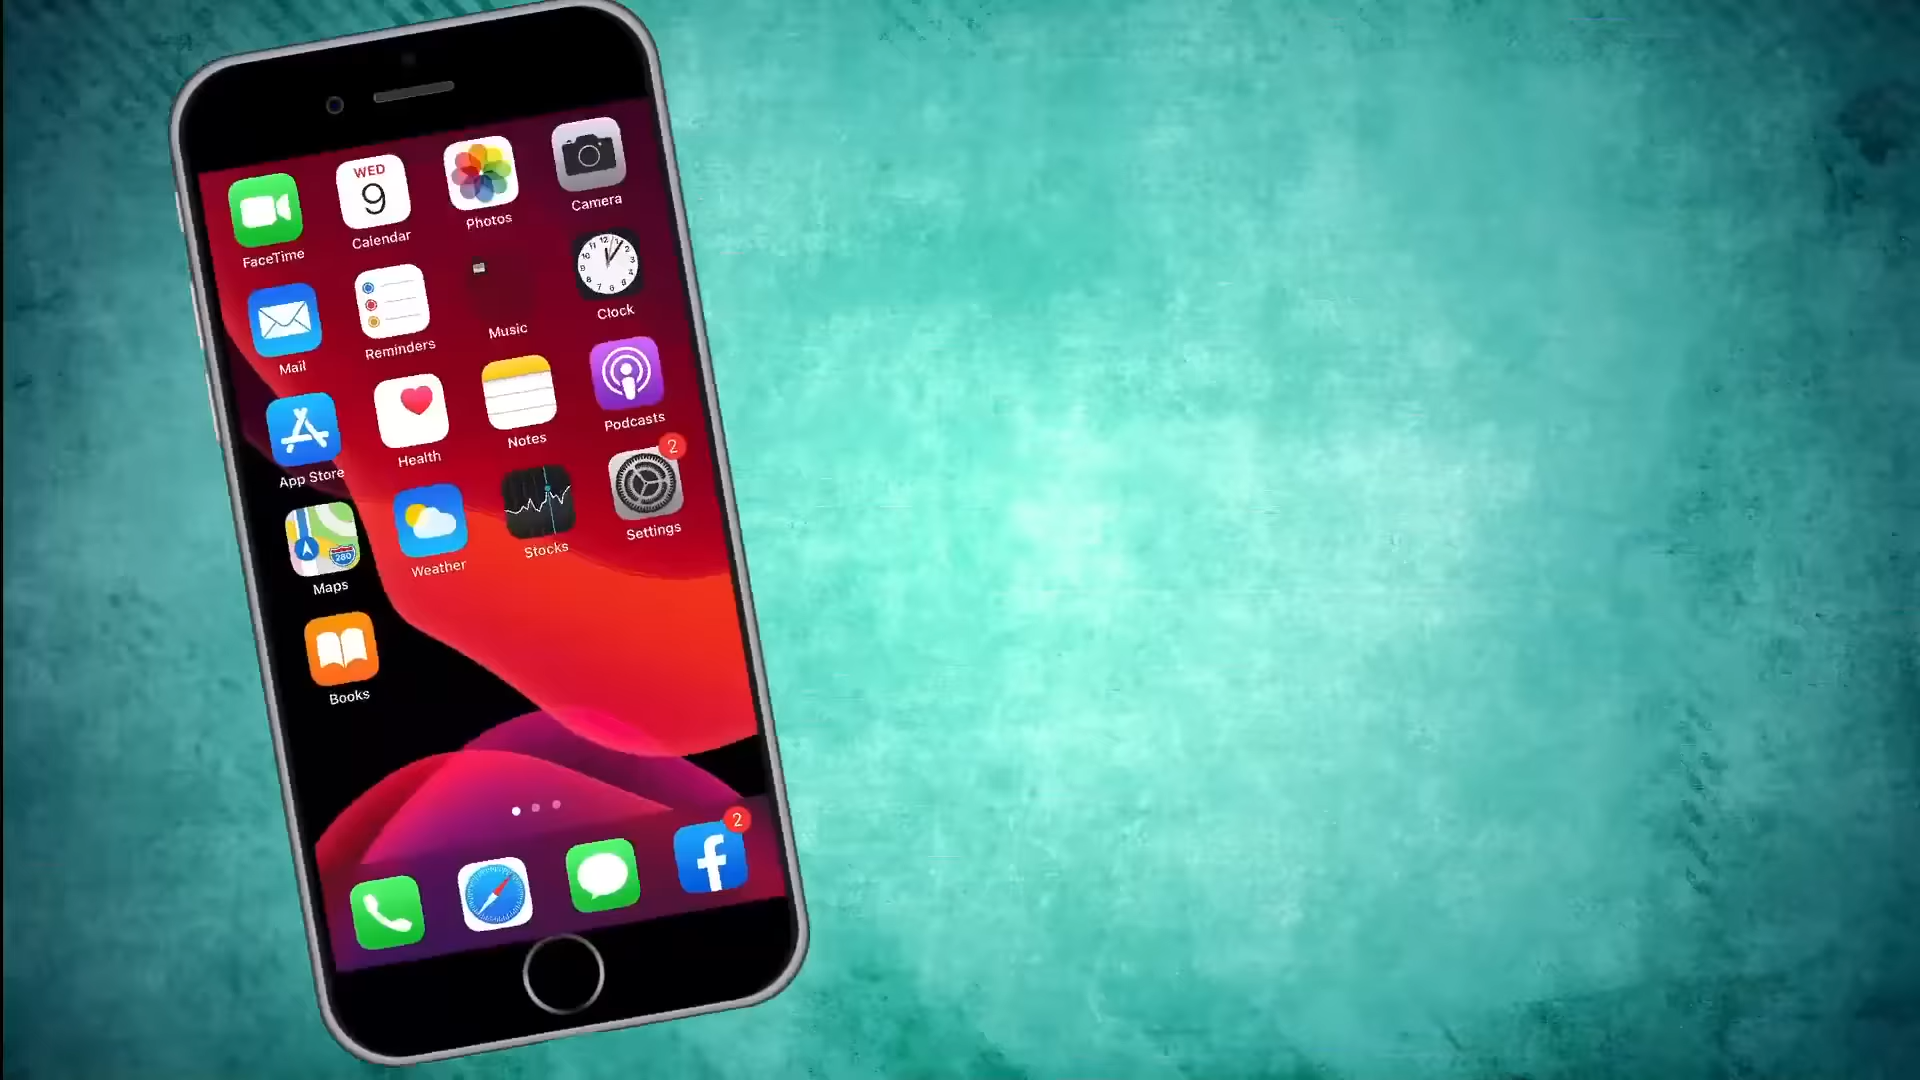 WED
9
FaceTime
Calendar
Photos
Camera
Mail
Reminders
Music
Clock
App Store
Health
Notes
Podcasts
2
Maps
280
Weather
Stocks
Settings
Books
2